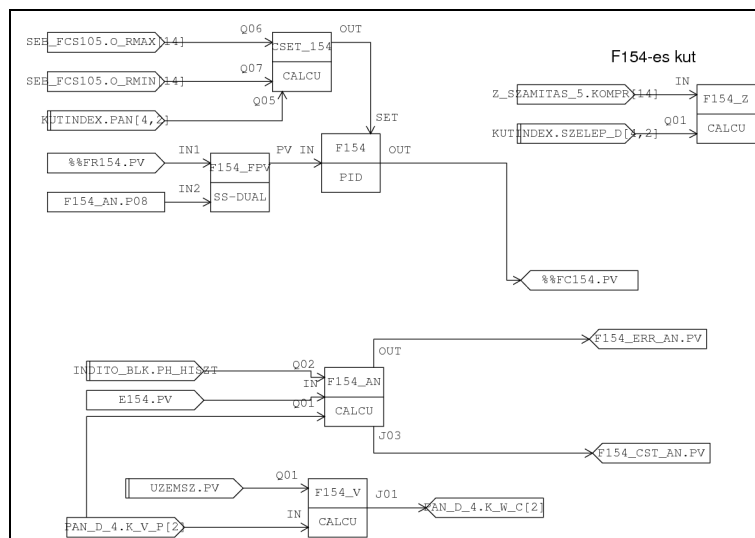 Q06
OUT
SEB_FCS105.O_RMAX[14]
CSET_154
F154-es kut
Q07
SEB_FCS105.O_RMIN[14]
CALCU
IN
Q05
Z_SZAMITAS_5.KOMPR[14]
F154_Z
KUTINDEX.PAN[4,2]
SET
Q01
KUTINDEX.SZELEP_D[4,2]
CALCU
IN1
PV IN
F154
OUT
%%FR154.PV
F154_FPV
PID
IN2
F154_AN.P08
SS-DUAL
%%FC154.PV
OUT
F154_ERR_AN.PV
Q02
INDITO_BLK.PH_HISZT
IN
F154_AN
E154.PV
Q01
CALCU
J03
F154_CST_AN.PV
Q01
UZEMSZ.PV
F154_V
J01
IN
PAN_D_4.K_W_C[2]
PAN_D_4.K_V_P[2]
CALCU